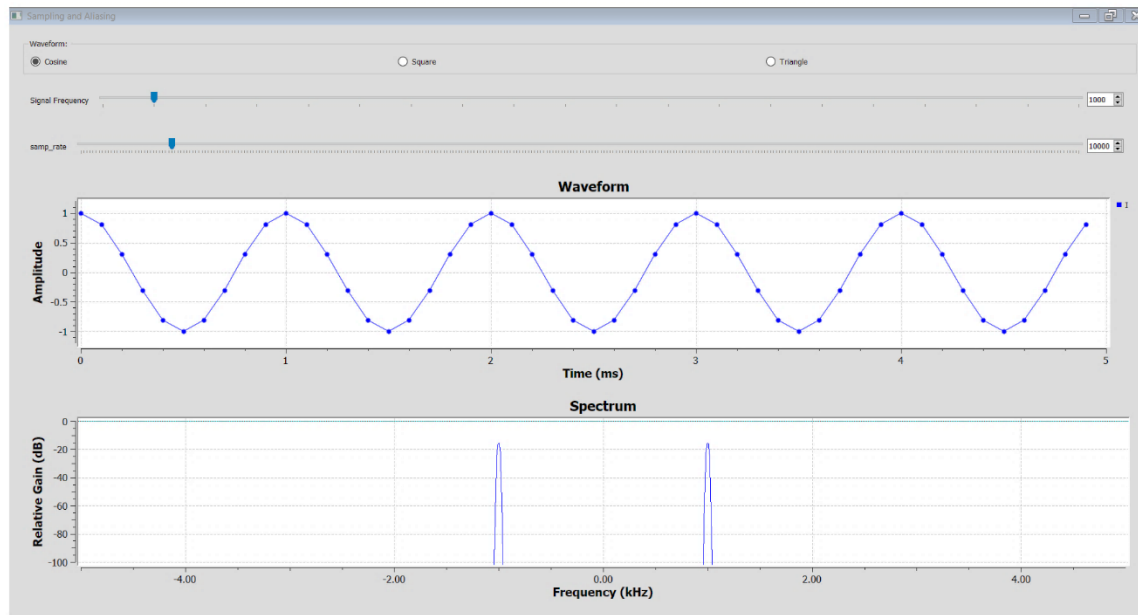 Sampling and Aliasing
Waveform:
Cosine Square Triangle
Signal Frequency 1000
samp_rate 10000
Waveform
1
0.5
0
-0.5
-1
Amplitude
1
0 1 2 3 4 5
Time (ms)
Spectrum
0
-20
-40
-60
-80
-100
Relative Gain (dB)
-4.00 -2.00 0.00 2.00 4.00
Frequency (kHz)